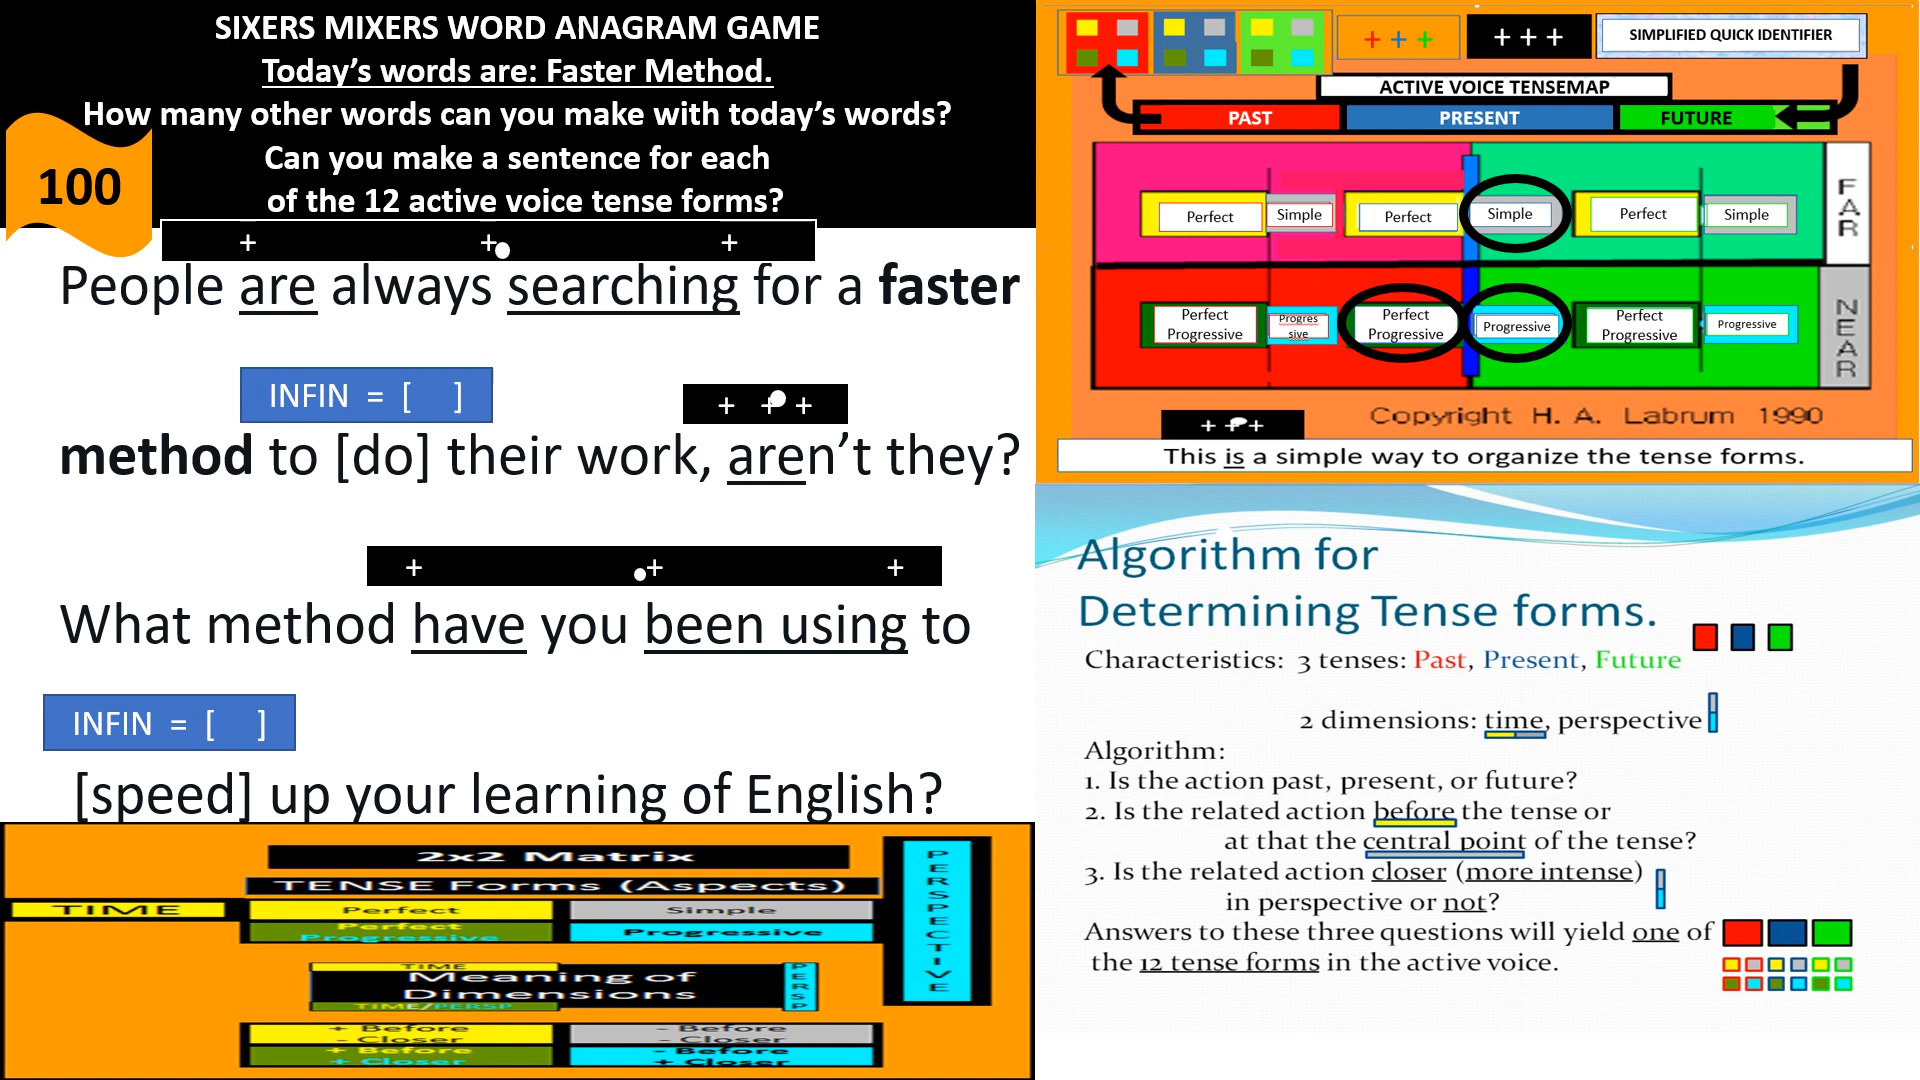 SIXERS MIXERS WORD ANAGRAM GAME
Today's words are: Faster Method.
How many other words can you make with today's words?
Can you make a sentence for each
of the 12 active voice tense forms?
100
+ + +
People are always searching for a faster
INFIN = [ ]
+ + +
method to [do] their work, aren't they?
+ + +
What method have you been using to
INFIN = [ ]
[speed] up your learning of English?
2x2 Matrix
TENSE Forms (Aspects)
TIME
Perfect
Simple
Perfect
Progressive
Progressive
PERSPECTIVE
TIME
Meaning of
Dimensions
PERSP
TIME/PERSP
+ Before
- Closer
- Before
- Closer
+ Before
+ Closer
- Before
+ Closer
+ + +
+ + +
SIMPLIFIED QUICK IDENTIFIER
ACTIVE VOICE TENSEMAP
PAST
PRESENT
FUTURE
FAR
Perfect
Simple
Perfect
Simple
Perfect
Simple
NEAR
Perfect
Progressive
Progres
sive
Perfect
Progressive
Progressive
Perfect
Progressive
Progressive
+ + +
Copyright H. A. Labrum 1990
This is a simple way to organize the tense forms.
Algorithm for
Determining Tense forms.
Characteristics: 3 tenses: Past, Present, Future
2 dimensions: time, perspective
Algorithm:
1. Is the action past, present, or future?
2. Is the related action before the tense or
at that the central point of the tense?
3. Is the related action closer (more intense)
in perspective or not?
Answers to these three questions will yield one of
the 12 tense forms in the active voice.